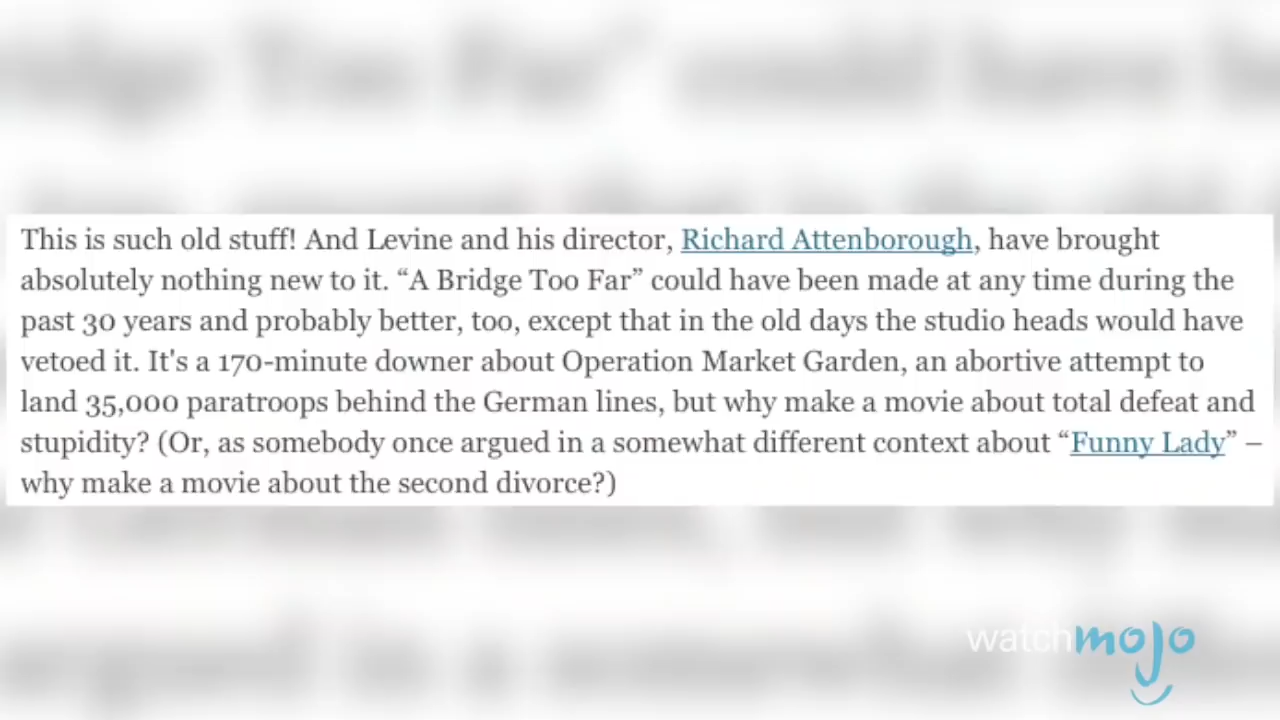 This is such old stuff! And Levine and his director, Richard Attenborough, have brought
absolutely nothing new to it. “A Bridge Too Far” could have been made at any time during the
past 30 years and probably better, too, except that in the old days the studio heads would have
vetoed it. It's a 170-minute downer about Operation Market Garden, an abortive attempt to
land 35,000 paratroops behind the German lines, but why make a movie about total defeat and
stupidity? (Or, as somebody once argued in a somewhat different context about “Funny Lady” –
why make a movie about the second divorce?)
watchmojo